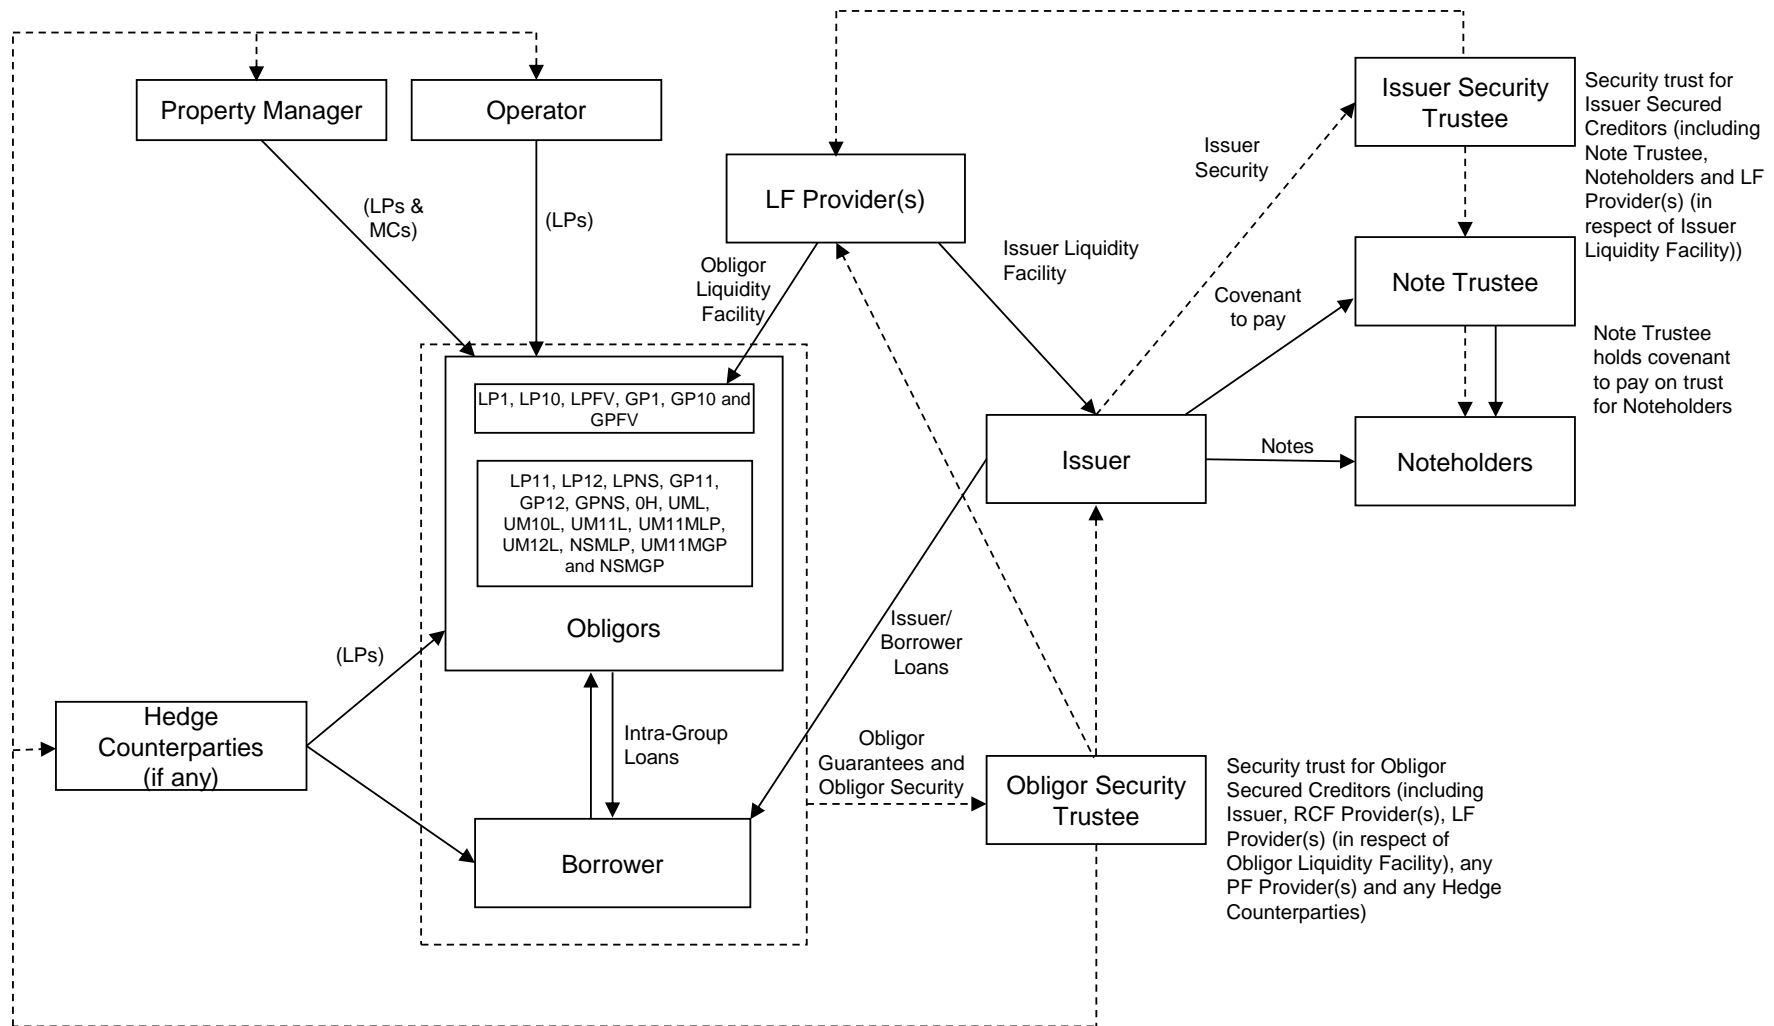 Property Manager
Operator
Issuer Security
Trustee
Security trust for
Issuer Secured
Creditors (including
Note Trustee,
Noteholders and LF
Provider(s) (in
respect of Issuer
Liquidity Facility))
Issuer
Security
LF Provider(s)
(LPs &
MCs)
(LPs)
Obligor
Liquidity
Facility
Issuer Liquidity
Facility
Covenant
to pay
Note Trustee
Note Trustee
holds covenant
to pay on trust
for Noteholders
LP1, LP10, LPFV, GP1, GP10 and
GPFV
LP11, LP12, LPNS, GP11,
GP12, GPNS, 0H, UML,
UM10L, UM11L, UM11MLP,
UM12L, NSMLP, UM11MGP
and NSMGP
Obligors
Issuer
Notes
Noteholders
(LPs)
Issuer/
Borrower
Loans
Hedge
Counterparties
(if any)
Intra-Group
Loans
Obligor
Guarantees and
Obligor Security
Obligor Security
Trustee
Security trust for Obligor
Secured Creditors (including
Issuer, RCF Provider(s), LF
Provider(s) (in respect of
Obligor Liquidity Facility), any
PF Provider(s) and any Hedge
Counterparties)
Borrower